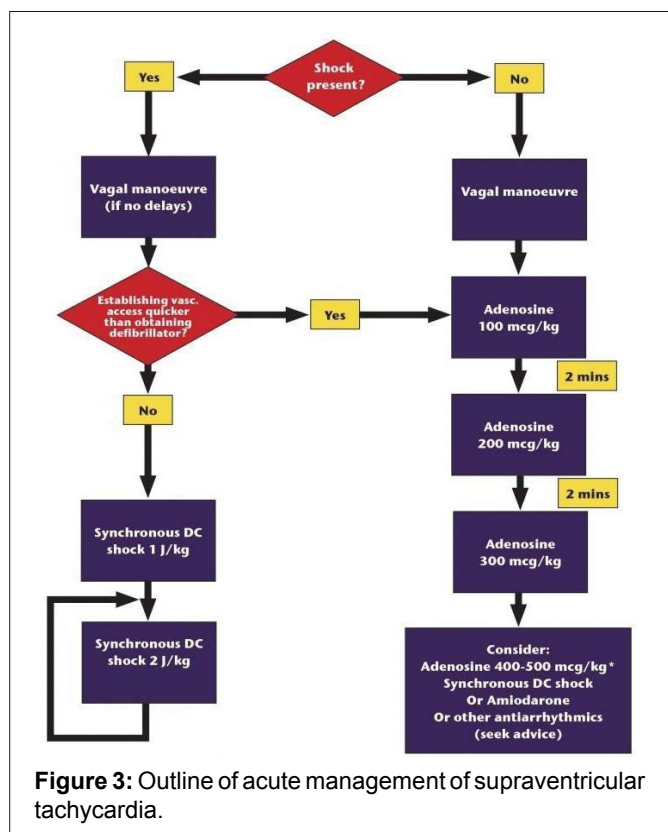 Shock
present?
Yes
No
Vagal manoeuvre
(if no delays)
Vagal manoeuvre
Establishing vasc.
access quicker
than obtaining
defibrillator?
Yes
Adenosine
100 mcg/kg
2 mins
No
Adenosine
200 mcg/kg
2 mins
Synchronous DC
shock 1 J/kg
Adenosine
300 mcg/kg
Synchronous DC
shock 2 J/kg
Consider:
Adenosine 400-500 mcg/kg*
Synchronous DC shock
Or Amiodarone
Or other antiarrhythmics
(seek advice)
Figure 3: Outline of acute management of supraventricular
tachycardia.